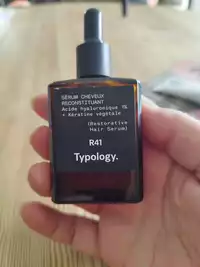 SÉRUM CHEVEUX
RECONSTITUANT
Acide hyaluronique 1%
+ Kératine végétale
(Restorative
Hair Serum)
R41
Typology.